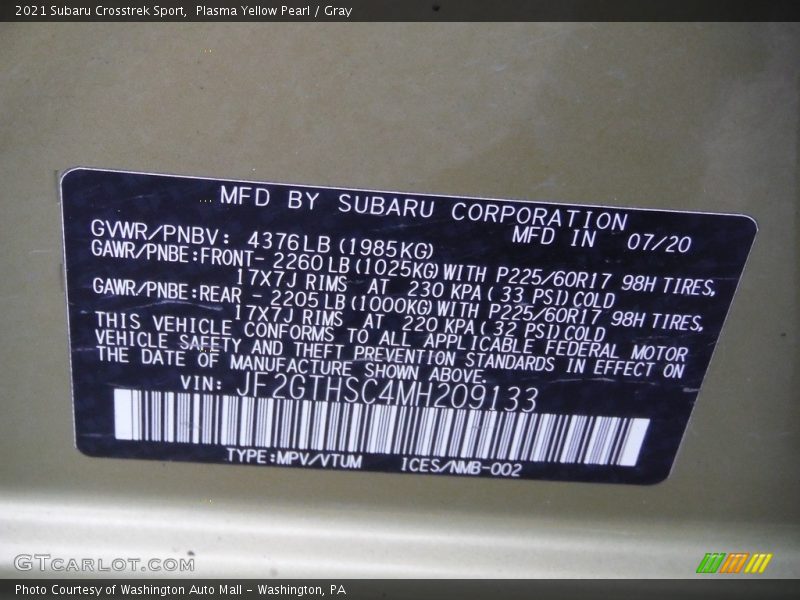 2021 Subaru Crosstrek Sport, Plasma Yellow Pearl / Gray
MFD BY SUBARU CORPORATION
MFD IN 07/20
GVWR/PNBV: 4376LB (1985KG)
GAWR/PNBE:FRONT- 2260LB (1025KG) WITH P225/60R17 98H TIRES,
17X7J RIMS AT 230 KPA ( 33 PSI) COLD
GAWR/PNBE:REAR - 2205LB (1000KG) WITH P225/60R17 98H TIRES,
17X7J RIMS AT 220 KPA ( 32 PSI) COLD
THIS VEHICLE CONFORMS TO ALL APPLICABLE FEDERAL MOTOR
VEHICLE SAFETY AND THEFT PREVENTION STANDARDS IN EFFECT ON
THE DATE OF MANUFACTURE SHOWN ABOVE.
VIN: JF2GTHSC4MH209133
TYPE:MPV/VTUM ICES/NMB-002
GTCARLOT.COM
Photo Courtesy of Washington Auto Mall - Washington, PA